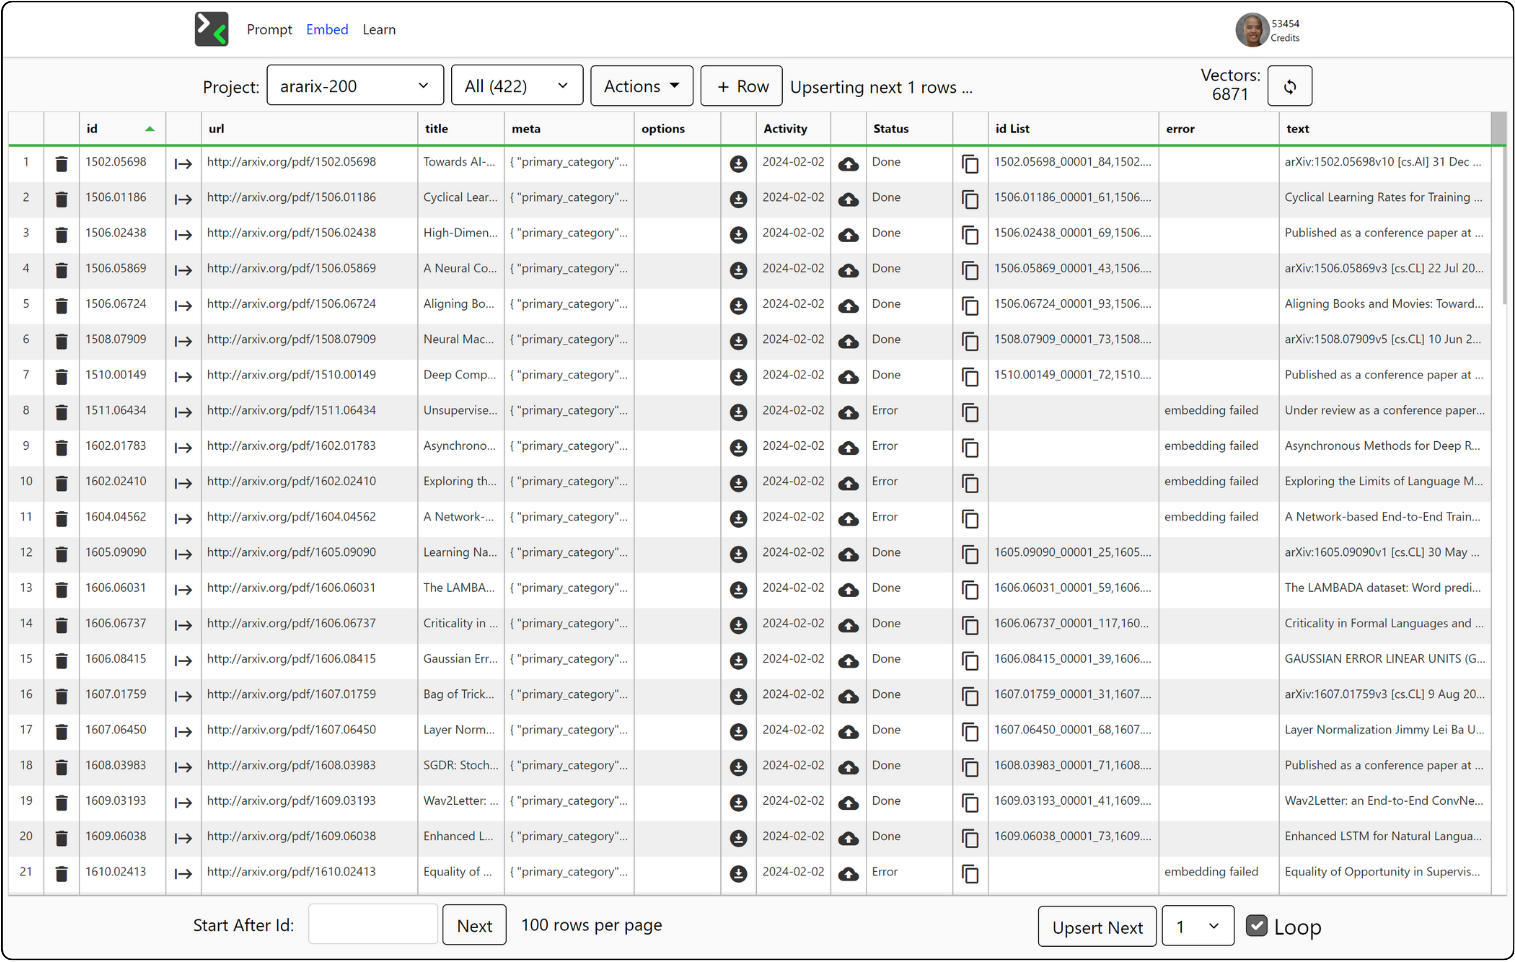 Prompt Embed Learn 53454 Credits
Project: ararix-200 All (422) Actions + Row Upserting next 1 rows ... Vectors: 6871
id url title meta options Activity Status id List error text
1 1502.05698 http://arxiv.org/pdf/1502.05698 Towards AI-... { "primary_category"... 2024-02-02 Done 1502.05698_00001_84,1502.... arXiv:1502.05698v10 [cs.AI] 31 Dec ...
2 1506.01186 http://arxiv.org/pdf/1506.01186 Cyclical Lear... { "primary_category"... 2024-02-02 Done 1506.01186_00001_61,1506.... Cyclical Learning Rates for Training ...
3 1506.02438 http://arxiv.org/pdf/1506.02438 High-Dimen... { "primary_category"... 2024-02-02 Done 1506.02438_00001_69,1506.... Published as a conference paper at ...
4 1506.05869 http://arxiv.org/pdf/1506.05869 A Neural Co... { "primary_category"... 2024-02-02 Done 1506.05869_00001_43,1506.... arXiv:1506.05869v3 [cs.CL] 22 Jul 20...
5 1506.06724 http://arxiv.org/pdf/1506.06724 Aligning Bo... { "primary_category"... 2024-02-02 Done 1506.06724_00001_93,1506.... Aligning Books and Movies: Toward...
6 1508.07909 http://arxiv.org/pdf/1508.07909 Neural Mac... { "primary_category"... 2024-02-02 Done 1508.07909_00001_73,1508.... arXiv:1508.07909v5 [cs.CL] 10 Jun 2...
7 1510.00149 http://arxiv.org/pdf/1510.00149 Deep Comp... { "primary_category"... 2024-02-02 Done 1510.00149_00001_72,1510.... Published as a conference paper at ...
8 1511.06434 http://arxiv.org/pdf/1511.06434 Unsupervise... { "primary_category"... 2024-02-02 Error embedding failed Under review as a conference paper...
9 1602.01783 http://arxiv.org/pdf/1602.01783 Asynchrono... { "primary_category"... 2024-02-02 Error embedding failed Asynchronous Methods for Deep R...
10 1602.02410 http://arxiv.org/pdf/1602.02410 Exploring th... { "primary_category"... 2024-02-02 Error embedding failed Exploring the Limits of Language M...
11 1604.04562 http://arxiv.org/pdf/1604.04562 A Network-... { "primary_category"... 2024-02-02 Error embedding failed A Network-based End-to-End Train...
12 1605.09090 http://arxiv.org/pdf/1605.09090 Learning Na... { "primary_category"... 2024-02-02 Done 1605.09090_00001_25,1605.... arXiv:1605.09090v1 [cs.CL] 30 May ...
13 1606.06031 http://arxiv.org/pdf/1606.06031 The LAMBA... { "primary_category"... 2024-02-02 Done 1606.06031_00001_59,1606.... The LAMBADA dataset: Word predi...
14 1606.06737 http://arxiv.org/pdf/1606.06737 Criticality in ... { "primary_category"... 2024-02-02 Done 1606.06737_00001_117,160... Criticality in Formal Languages and ...
15 1606.08415 http://arxiv.org/pdf/1606.08415 Gaussian Err... { "primary_category"... 2024-02-02 Done 1606.08415_00001_39,1606.... GAUSSIAN ERROR LINEAR UNITS (G...
16 1607.01759 http://arxiv.org/pdf/1607.01759 Bag of Trick... { "primary_category"... 2024-02-02 Done 1607.01759_00001_31,1607.... arXiv:1607.01759v3 [cs.CL] 9 Aug 20...
17 1607.06450 http://arxiv.org/pdf/1607.06450 Layer Norm... { "primary_category"... 2024-02-02 Done 1607.06450_00001_68,1607.... Layer Normalization Jimmy Lei Ba U...
18 1608.03983 http://arxiv.org/pdf/1608.03983 SGDR: Stoch... { "primary_category"... 2024-02-02 Done 1608.03983_00001_71,1608.... Published as a conference paper at ...
19 1609.03193 http://arxiv.org/pdf/1609.03193 Wav2Letter: ... { "primary_category"... 2024-02-02 Done 1609.03193_00001_41,1609.... Wav2Letter: an End-to-End ConvNe...
20 1609.06038 http://arxiv.org/pdf/1609.06038 Enhanced L... { "primary_category"... 2024-02-02 Done 1609.06038_00001_73,1609.... Enhanced LSTM for Natural Langua...
21 1610.02413 http://arxiv.org/pdf/1610.02413 Equality of ... { "primary_category"... 2024-02-02 Error embedding failed Equality of Opportunity in Supervis...
Start After Id: Next 100 rows per page Upsert Next 1 Loop